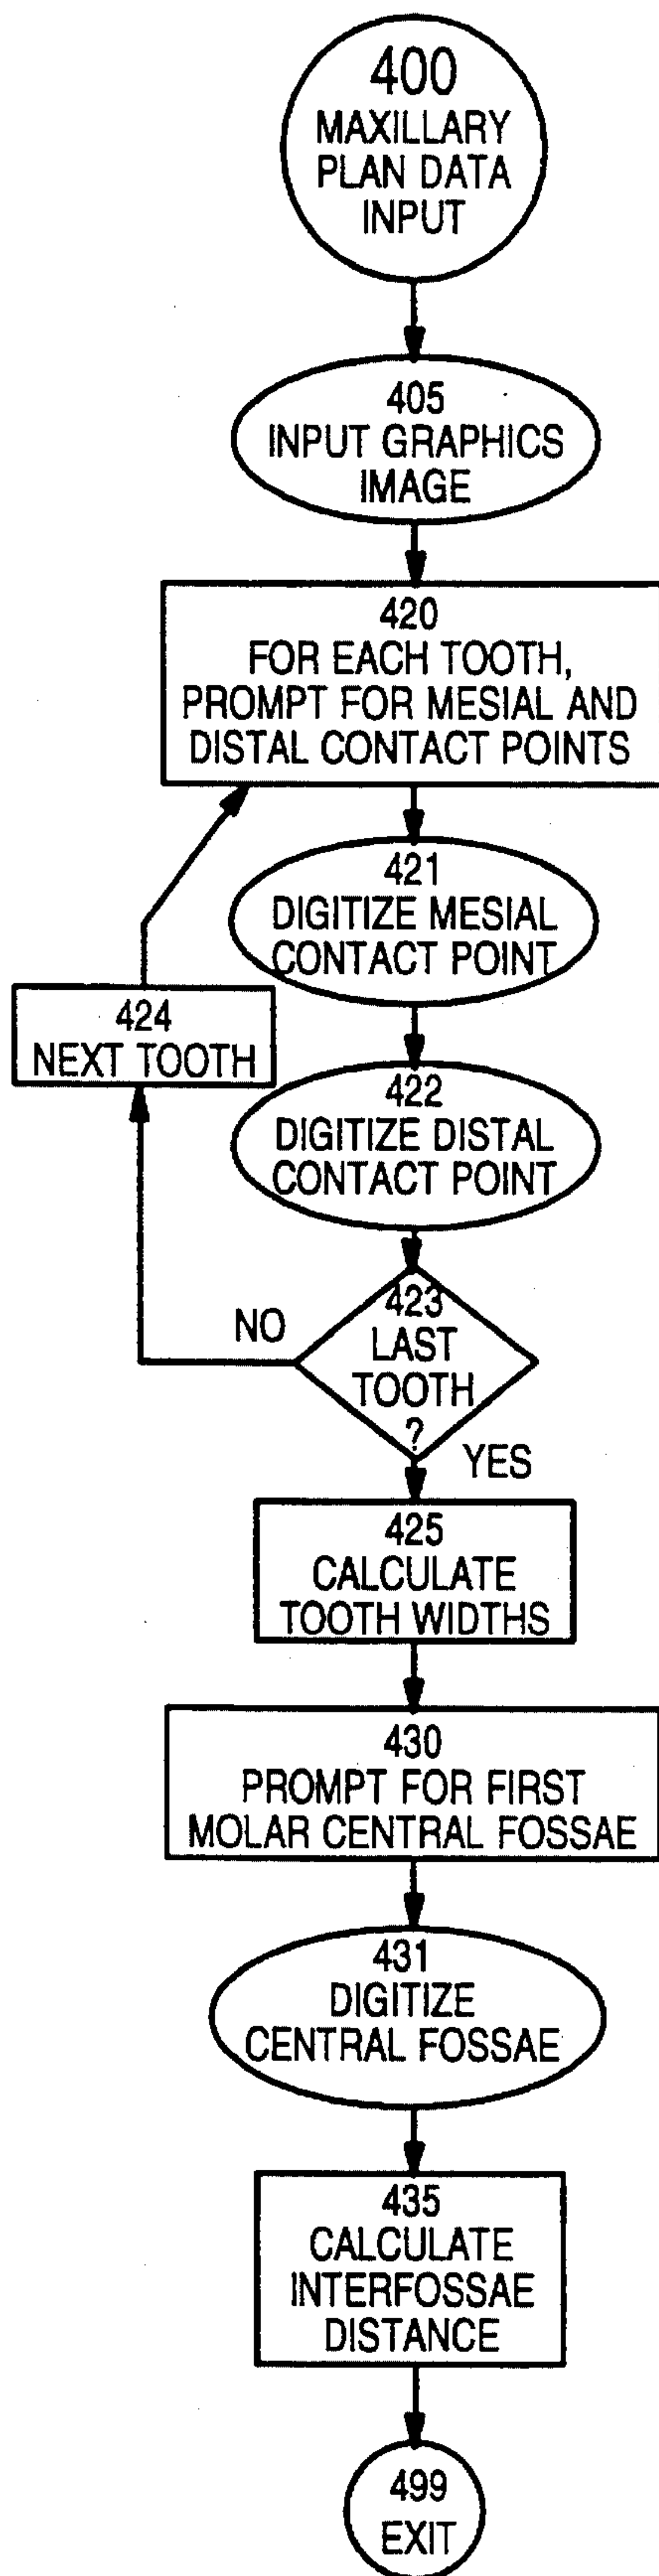 400
MAXILLARY
PLAN DATA
INPUT
405
INPUT GRAPHICS
IMAGE
420
FOR EACH TOOTH,
PROMPT FOR MESIAL AND
DISTAL CONTACT POINTS
421
DIGITIZE MESIAL
CONTACT POINT
424
NEXT TOOTH
422
DIGITIZE DISTAL
CONTACT POINT
423
LAST
TOOTH
?
NO
YES
425
CALCULATE
TOOTH WIDTHS
430
PROMPT FOR FIRST
MOLAR CENTRAL FOSSAE
431
DIGITIZE
CENTRAL FOSSAE
435
CALCULATE
INTERFOSSAE
DISTANCE
499
EXIT